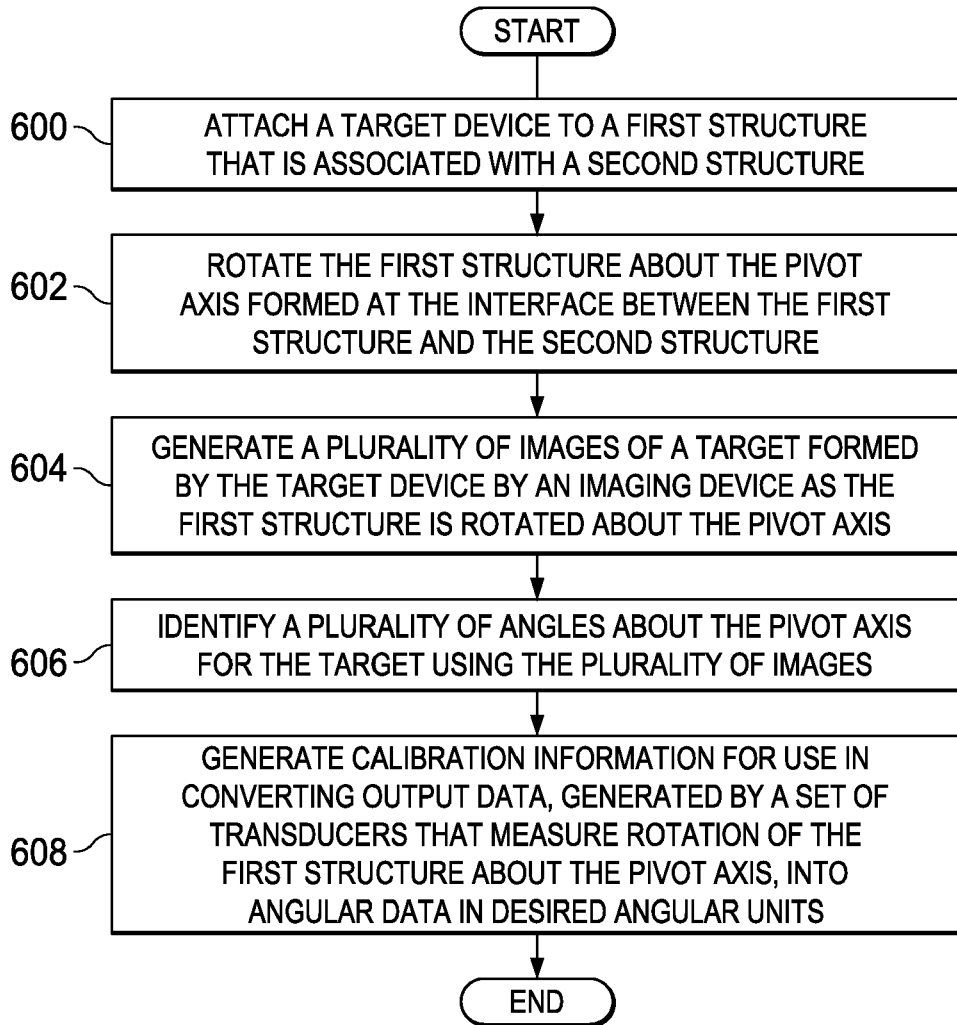 START
600
ATTACH A TARGET DEVICE TO A FIRST STRUCTURE
THAT IS ASSOCIATED WITH A SECOND STRUCTURE
602
ROTATE THE FIRST STRUCTURE ABOUT THE PIVOT
AXIS FORMED AT THE INTERFACE BETWEEN THE FIRST
STRUCTURE AND THE SECOND STRUCTURE
604
GENERATE A PLURALITY OF IMAGES OF A TARGET FORMED
BY THE TARGET DEVICE BY AN IMAGING DEVICE AS THE
FIRST STRUCTURE IS ROTATED ABOUT THE PIVOT AXIS
606
IDENTIFY A PLURALITY OF ANGLES ABOUT THE PIVOT AXIS
FOR THE TARGET USING THE PLURALITY OF IMAGES
608
GENERATE CALIBRATION INFORMATION FOR USE IN
CONVERTING OUTPUT DATA, GENERATED BY A SET OF
TRANSDUCERS THAT MEASURE ROTATION OF THE
FIRST STRUCTURE ABOUT THE PIVOT AXIS, INTO
ANGULAR DATA IN DESIRED ANGULAR UNITS
END